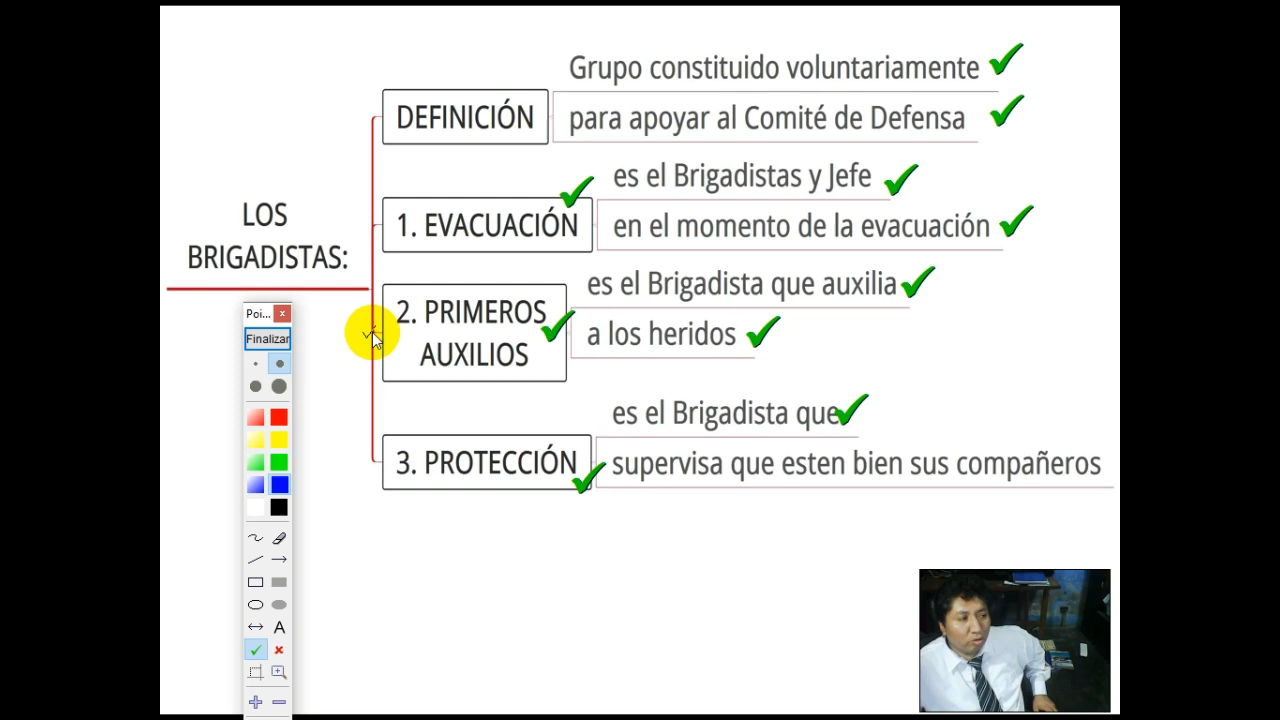 LOS
BRIGADISTAS:
DEFINICIÓN
Grupo constituido voluntariamente
para apoyar al Comité de Defensa
1. EVACUACIÓN
es el Brigadistas y Jefe
en el momento de la evacuación
2. PRIMEROS
AUXILIOS
es el Brigadista que auxilia
a los heridos
3. PROTECCIÓN
es el Brigadista que
supervisa que esten bien sus compañeros
Poi...
Finalizar
A